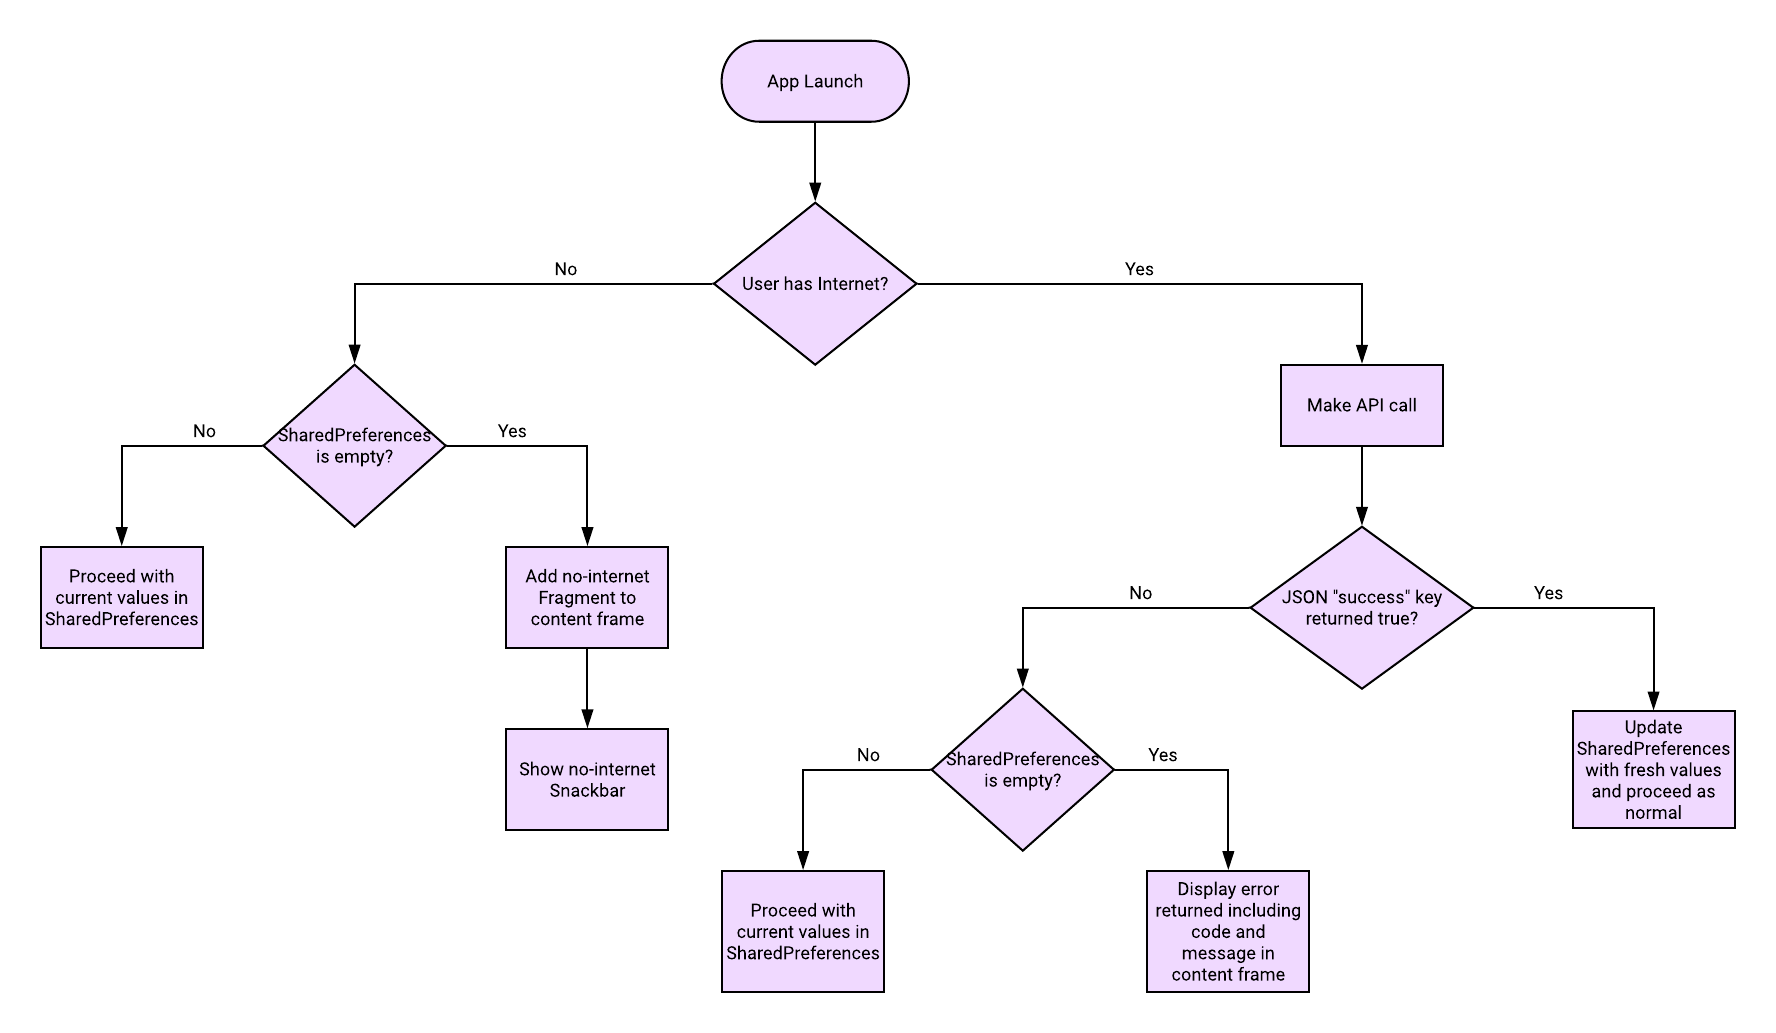 App Launch
User has Internet?
No
Yes
SharedPreferences
is empty?
No
Yes
Make API call
Proceed with
current values in
SharedPreferences
Add no-internet
Fragment to
content frame
JSON "success" key
returned true?
No
Yes
Show no-internet
Snackbar
SharedPreferences
is empty?
No
Yes
Update
SharedPreferences
with fresh values
and proceed as
normal
Proceed with
current values in
SharedPreferences
Display error
returned including
code and
message in
content frame